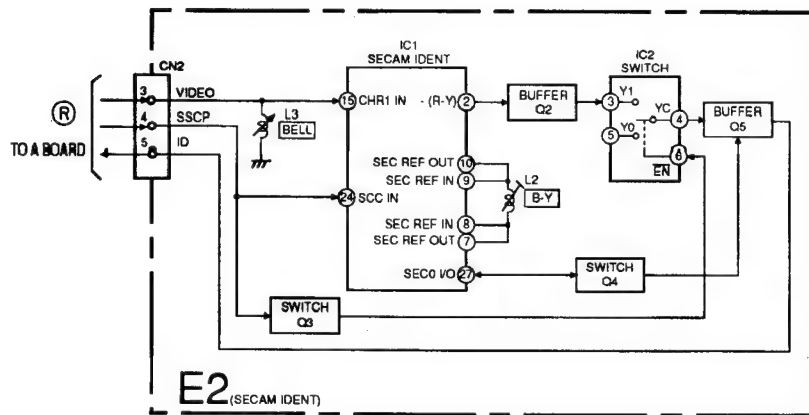 CN2
3 VIDEO
4 SSCP
5 ID
R
TO A BOARD
L3
BELL
IC1
SECAM IDENT
15 CHR1 IN
-(R-Y) 2
SEC REF OUT 10
SEC REF IN 9
L2
B-Y
24 SCC IN
SEC REF IN 8
SEC REF OUT 7
SEC0 I/O 27
BUFFER
Q2
IC2
SWITCH
3 Y1
YC 4
5 Y0
6
EN
BUFFER
Q5
SWITCH
Q4
SWITCH
Q3
E2 (SECAM IDENT)